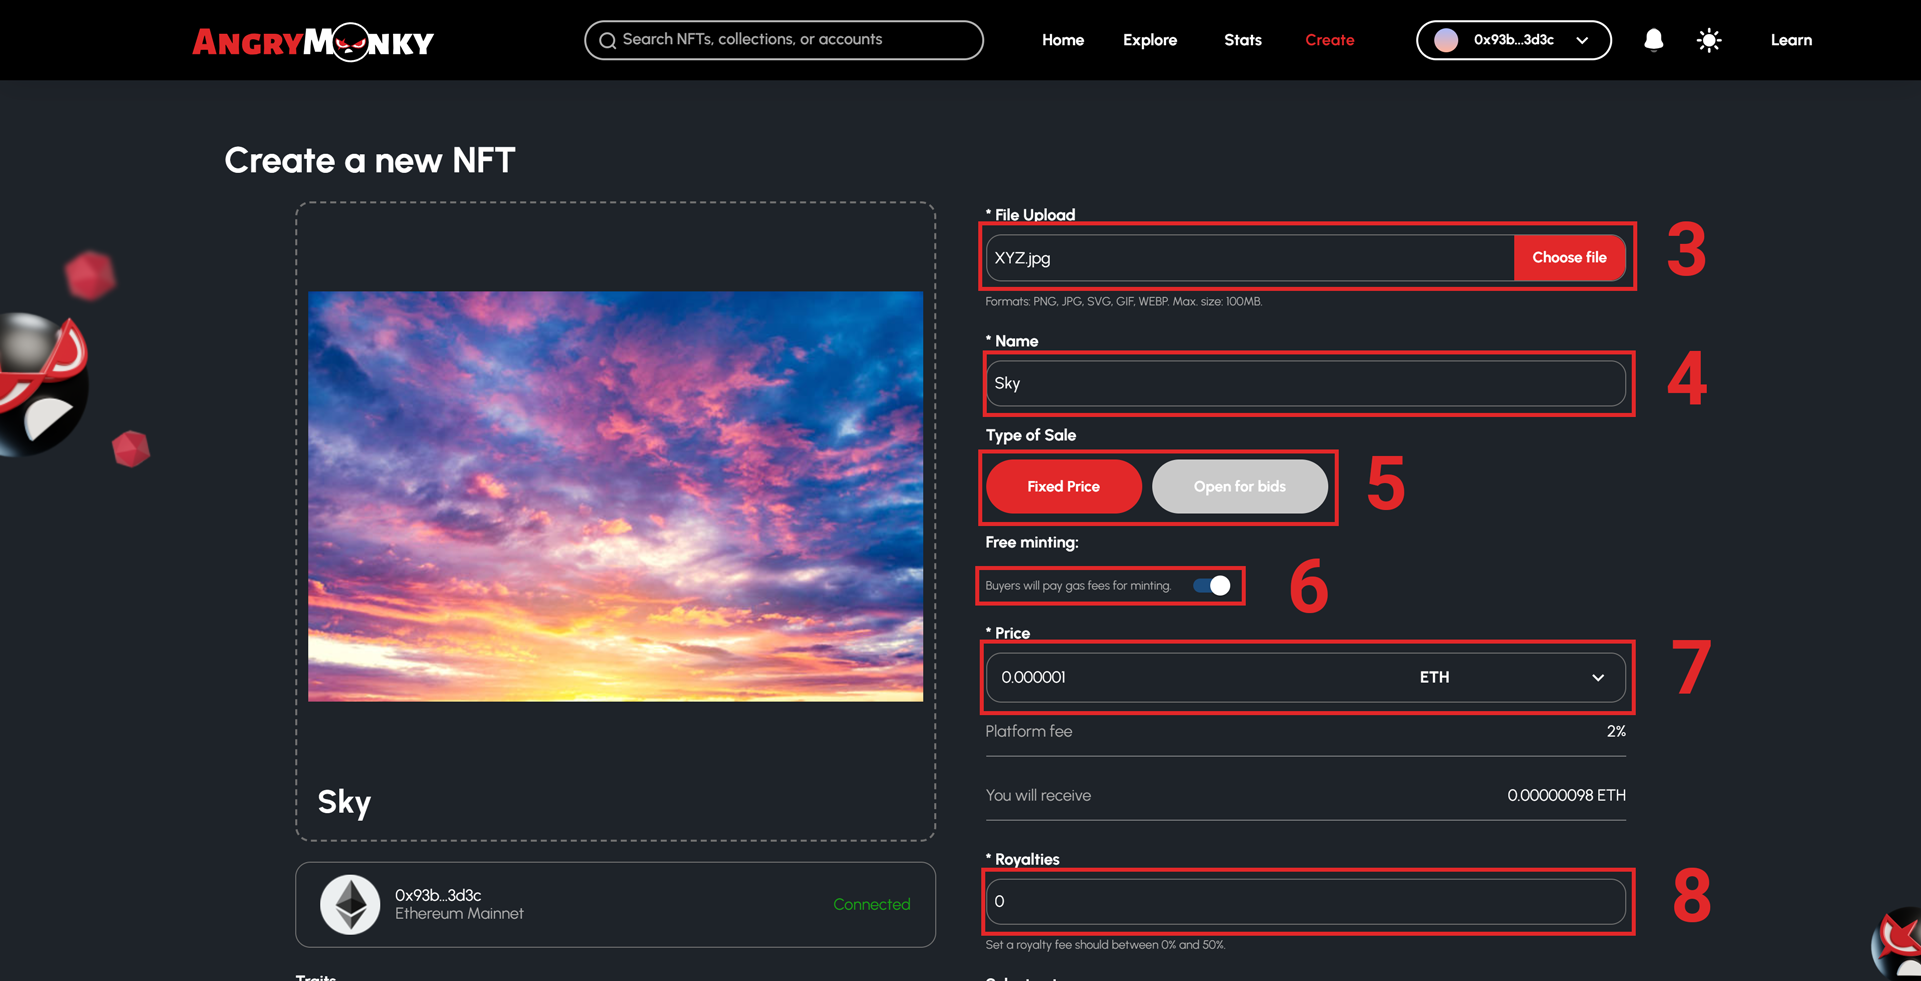 ANGRYMONKY
Search NFTs, collections, or accounts
Home
Explore
Stats
Create
0x93b...3d3c
Learn
Create a new NFT
Sky
0x93b...3d3c
Ethereum Mainnet
Connected
Traits
* File Upload
XYZ.jpg
Choose file
3
Formats: PNG, JPG, SVG, GIF, WEBP. Max. size: 100MB.
* Name
Sky
4
Type of Sale
Fixed Price
Open for bids
5
Free minting:
Buyers will pay gas fees for minting.
6
* Price
0.000001
ETH
7
Platform fee
2%
You will receive
0.00000098 ETH
* Royalties
0
8
Set a royalty fee should between 0% and 50%.